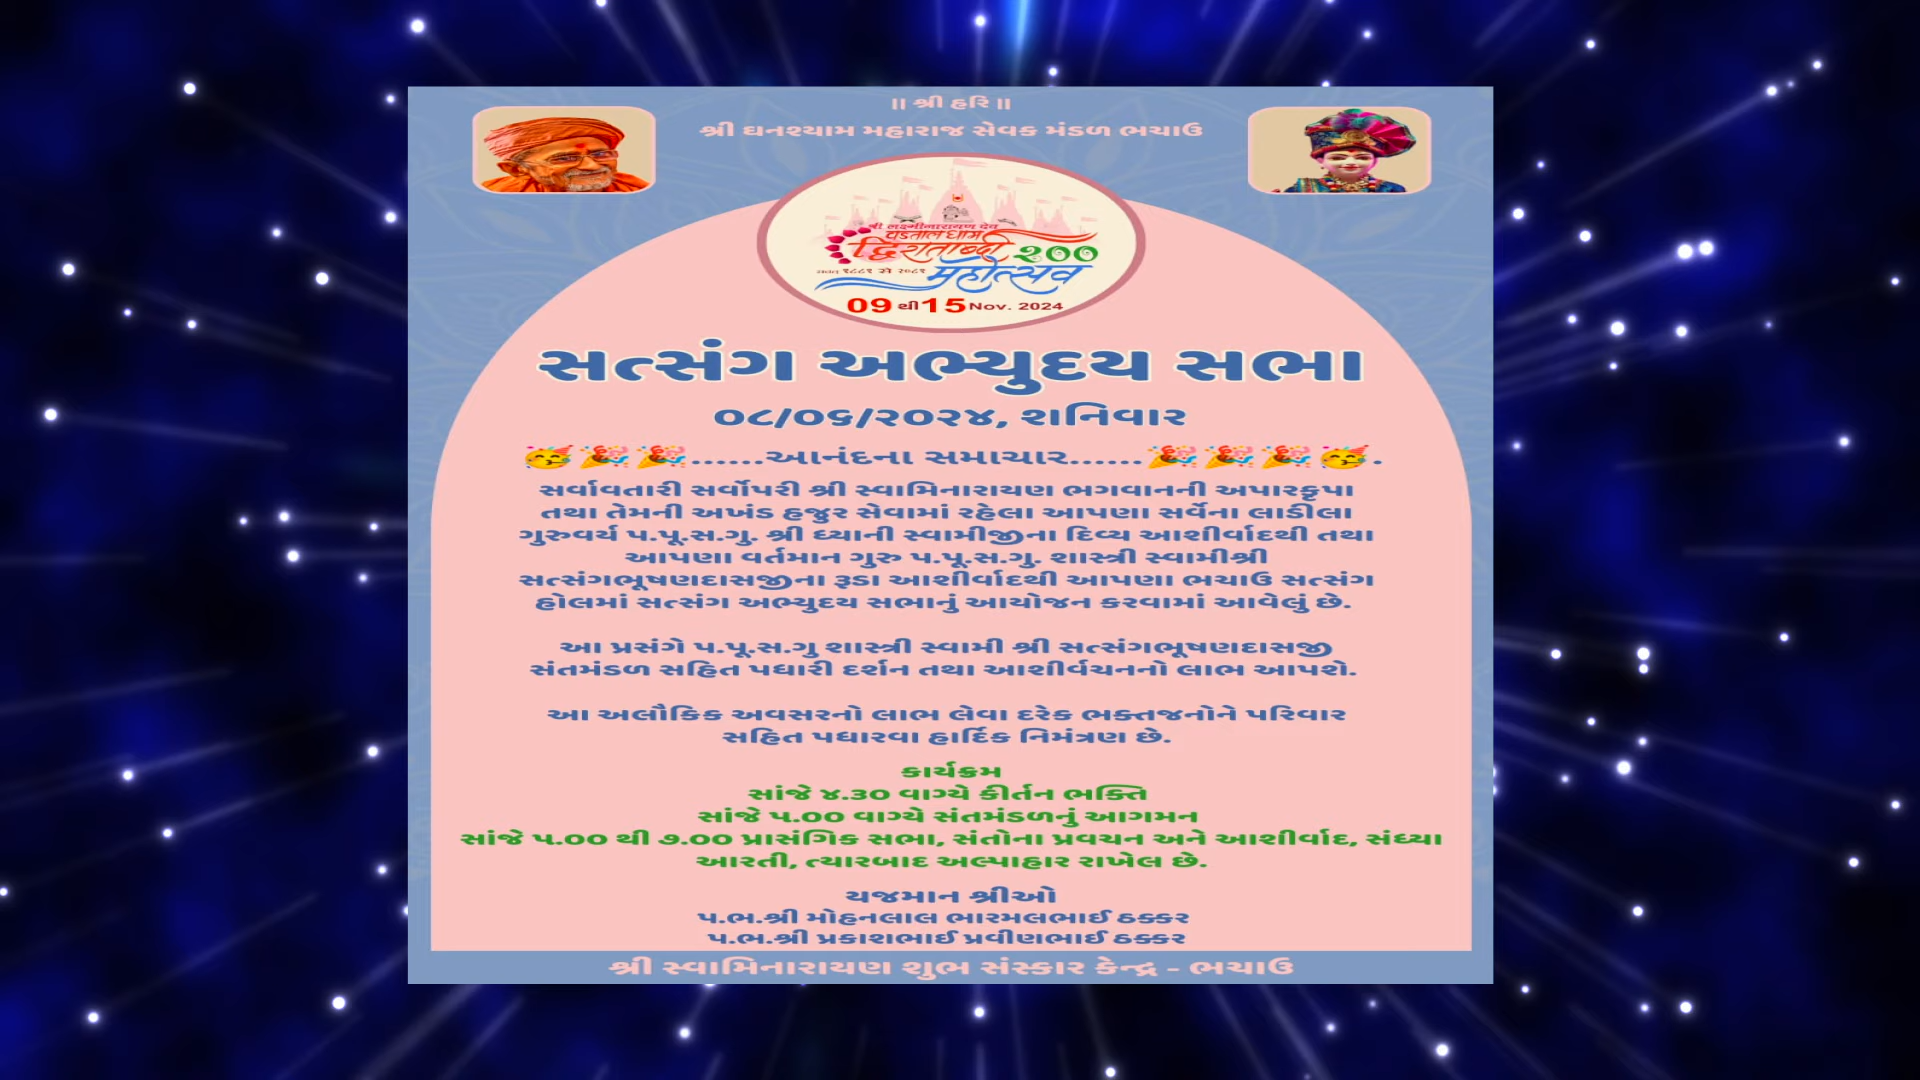 ॥ શ્રી હરિ ॥
શ્રી ઘનશ્યામ મહારાજ સેવક મંડળ ભચાઉ
શ્રી લક્ષ્મીનારાયણ દેવ
वडताल धाम
द्विशताब्दी ૨૦૦
महोत्सव
09 થી 15 Nov. 2024
સત્સંગ અભ્યુદય સભા
૦૮/૦૬/૨૦૨૪, શનિવાર
🥳🎉🎉......આનંદના સમાચાર......🎉🎉🎉🥳.
સર્વાવતારી સર્વોપરી શ્રી સ્વામિનારાયણ ભગવાનની અપારકૃપા
તથા તેમની અખંડ હજુર સેવામાં રહેલા આપણા સર્વેના લાડીલા
ગુરુવર્ય પ.પૂ.સ.ગુ. શ્રી ધ્યાની સ્વામીજીના દિવ્ય આશીર્વાદથી તથા
આપણા વર્તમાન ગુરુ પ.પૂ.સ.ગુ. શાસ્ત્રી સ્વામીશ્રી
સત્સંગભૂષણદાસજીના રૂડા આશીર્વાદથી આપણા ભચાઉ સત્સંગ
હોલમાં સત્સંગ અભ્યુદય સભાનું આયોજન કરવામાં આવેલું છે.
આ પ્રસંગે પ.પૂ.સ.ગુ શાસ્ત્રી સ્વામી શ્રી સત્સંગભૂષણદાસજી
સંતમંડળ સહિત પધારી દર્શન તથા આશીર્વચનનો લાભ આપશે.
આ અલૌકિક અવસરનો લાભ લેવા દરેક ભક્તજનોને પરિવાર
સહિત પધારવા હાર્દિક નિમંત્રણ છે.
કાર્યક્રમ
સાંજે ૪.૩૦ વાગ્યે કીર્તન ભક્તિ
સાંજે ૫.૦૦ વાગ્યે સંતમંડળનું આગમન
સાંજે ૫.૦૦ થી ૭.૦૦ પ્રાસંગિક સભા, સંતોના પ્રવચન અને આશીર્વાદ, સંધ્યા
આરતી, ત્યારબાદ અલ્પાહાર રાખેલ છે.
યજમાન શ્રીઓ
પ.ભ.શ્રી મોહનલાલ ભારમલભાઈ ઠક્કર
પ.ભ.શ્રી પ્રકાશભાઈ પ્રવીણભાઈ ઠક્કર
શ્રી સ્વામિનારાયણ શુભ સંસ્કાર કેન્દ્ર - ભચાઉ